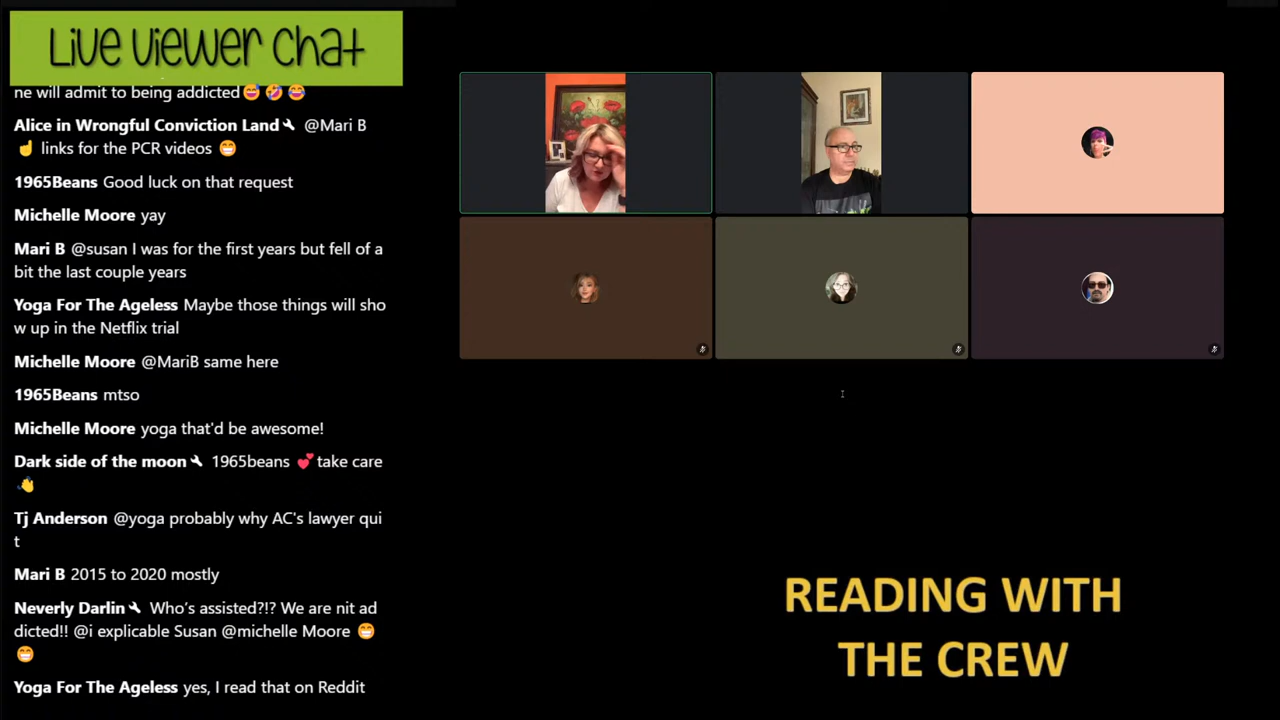 Live Viewer Chat
ne will admit to being addicted😅 🤣 😂
Alice in Wrongful Conviction Land @Mari B
☝ links for the PCR videos 😁
1965Beans Good luck on that request
Michelle Moore yay
Mari B @susan I was for the first years but fell of a
bit the last couple years
Yoga For The Ageless Maybe those things will sho
w up in the Netflix trial
Michelle Moore @MariB same here
1965Beans mtso
Michelle Moore yoga that'd be awesome!
Dark side of the moon 1965beans 💕 take care
👋
Tj Anderson @yoga probably why AC's lawyer qui
t
Mari B 2015 to 2020 mostly
Neverly Darlin Who’s assisted?!? We are nit ad
dicted!! @i explicable Susan @michelle Moore 😁
😁
Yoga For The Ageless yes, I read that on Reddit
READING WITH
THE CREW